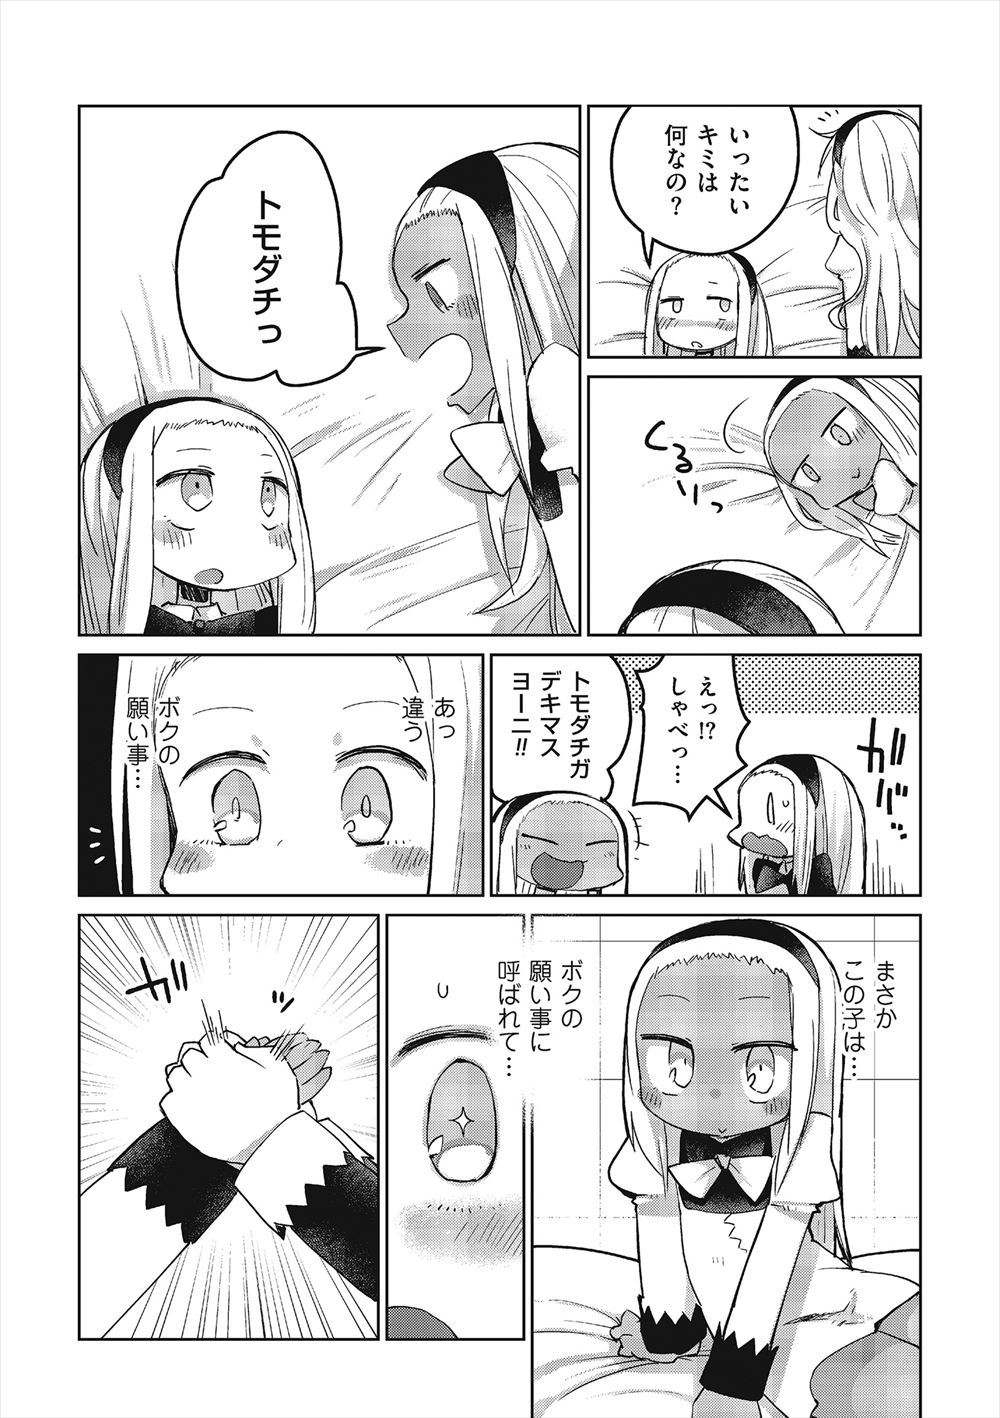 いったい
キミは
何なの?
くるりっ
トモダチっ
えっ!?
しゃべっ…
ガバッ
トモダチガ
デキマス
ヨーニ!!
あっ
違う
ボクの
願い事…
まさか
この子は…
ボクの
願い事に
呼ばれて…
ガッ